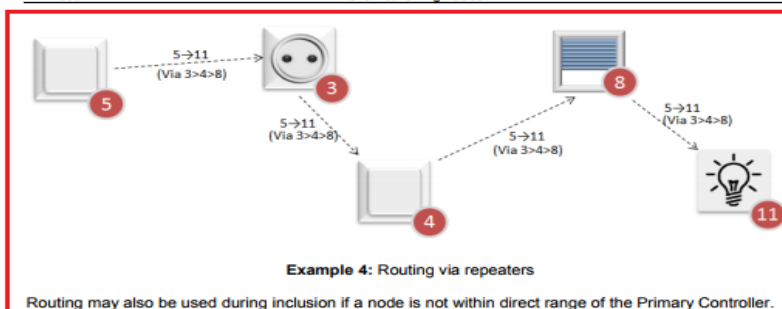 5→11
(Via 3>4>8)
5
3
5→11
(Via 3>4>8)
4
5→11
(Via 3>4>8)
8
5→11
(Via 3>4>8)
11
Example 4: Routing via repeaters
Routing may also be used during inclusion if a node is not within direct range of the Primary Controller.